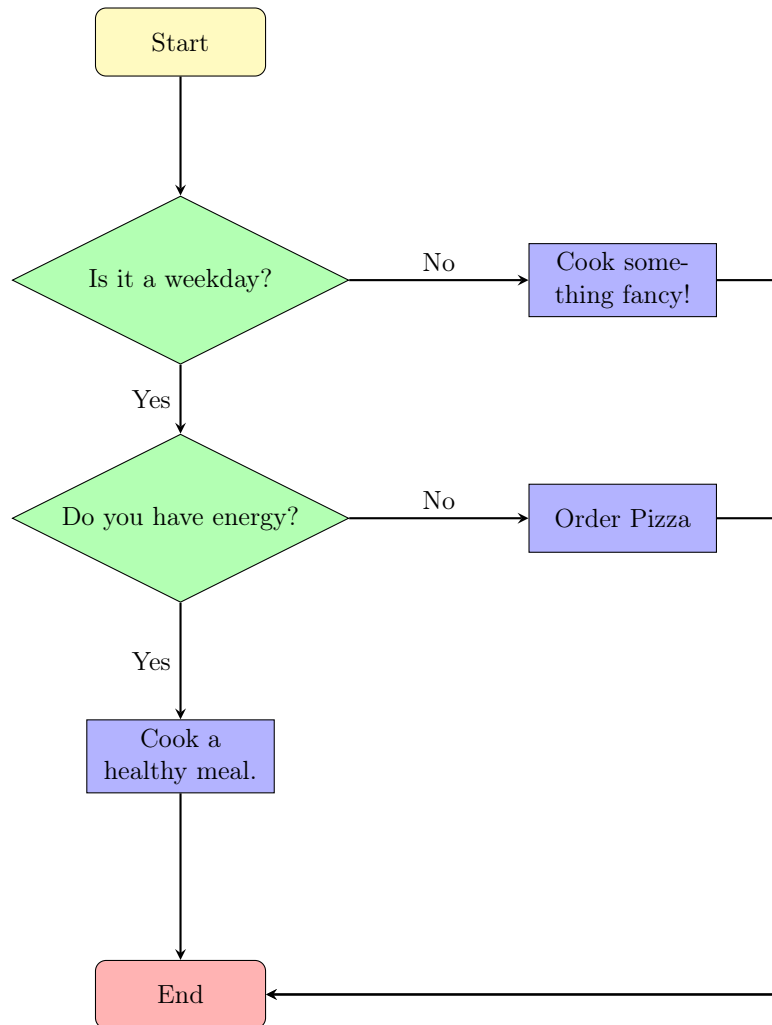 Start
Is it a weekday?
No
Cook some-
thing fancy!
Yes
Do you have energy?
No
Order Pizza
Yes
Cook a
healthy meal.
End